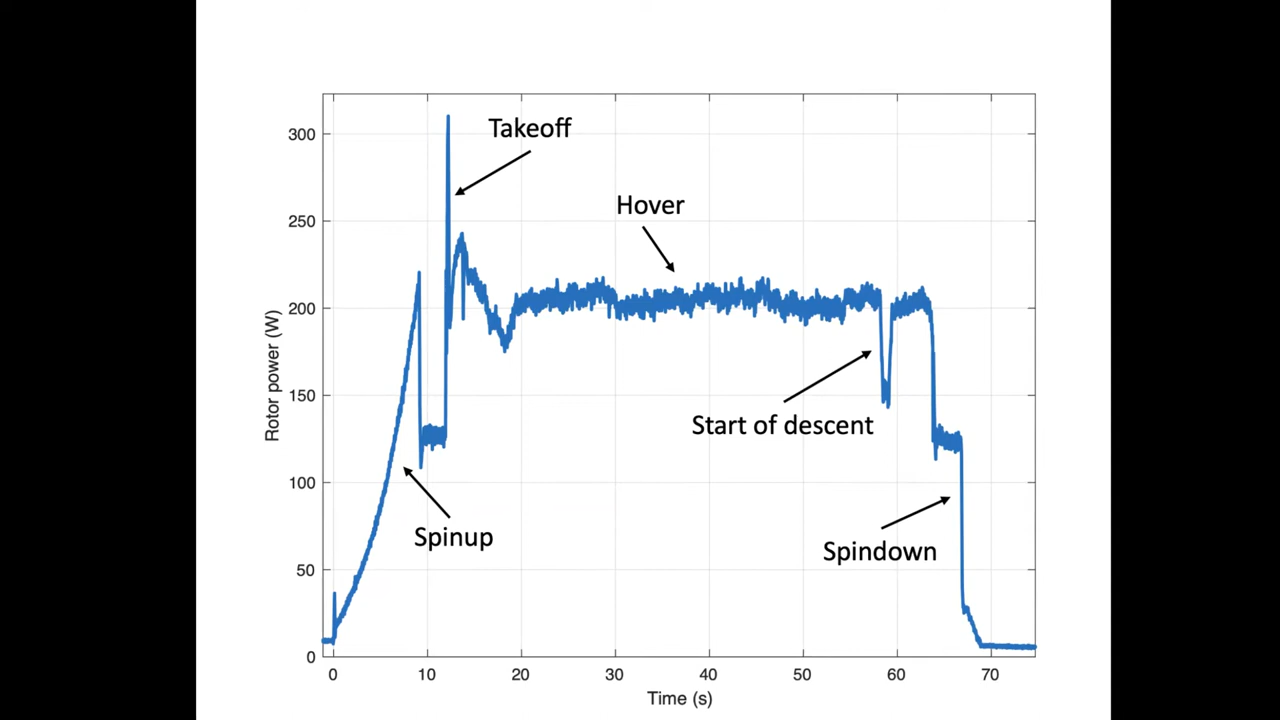 Takeoff
Hover
Start of descent
Spinup
Spindown
Rotor power (W)
300
250
200
150
100
50
0
0 10 20 30 40 50 60 70
Time (s)